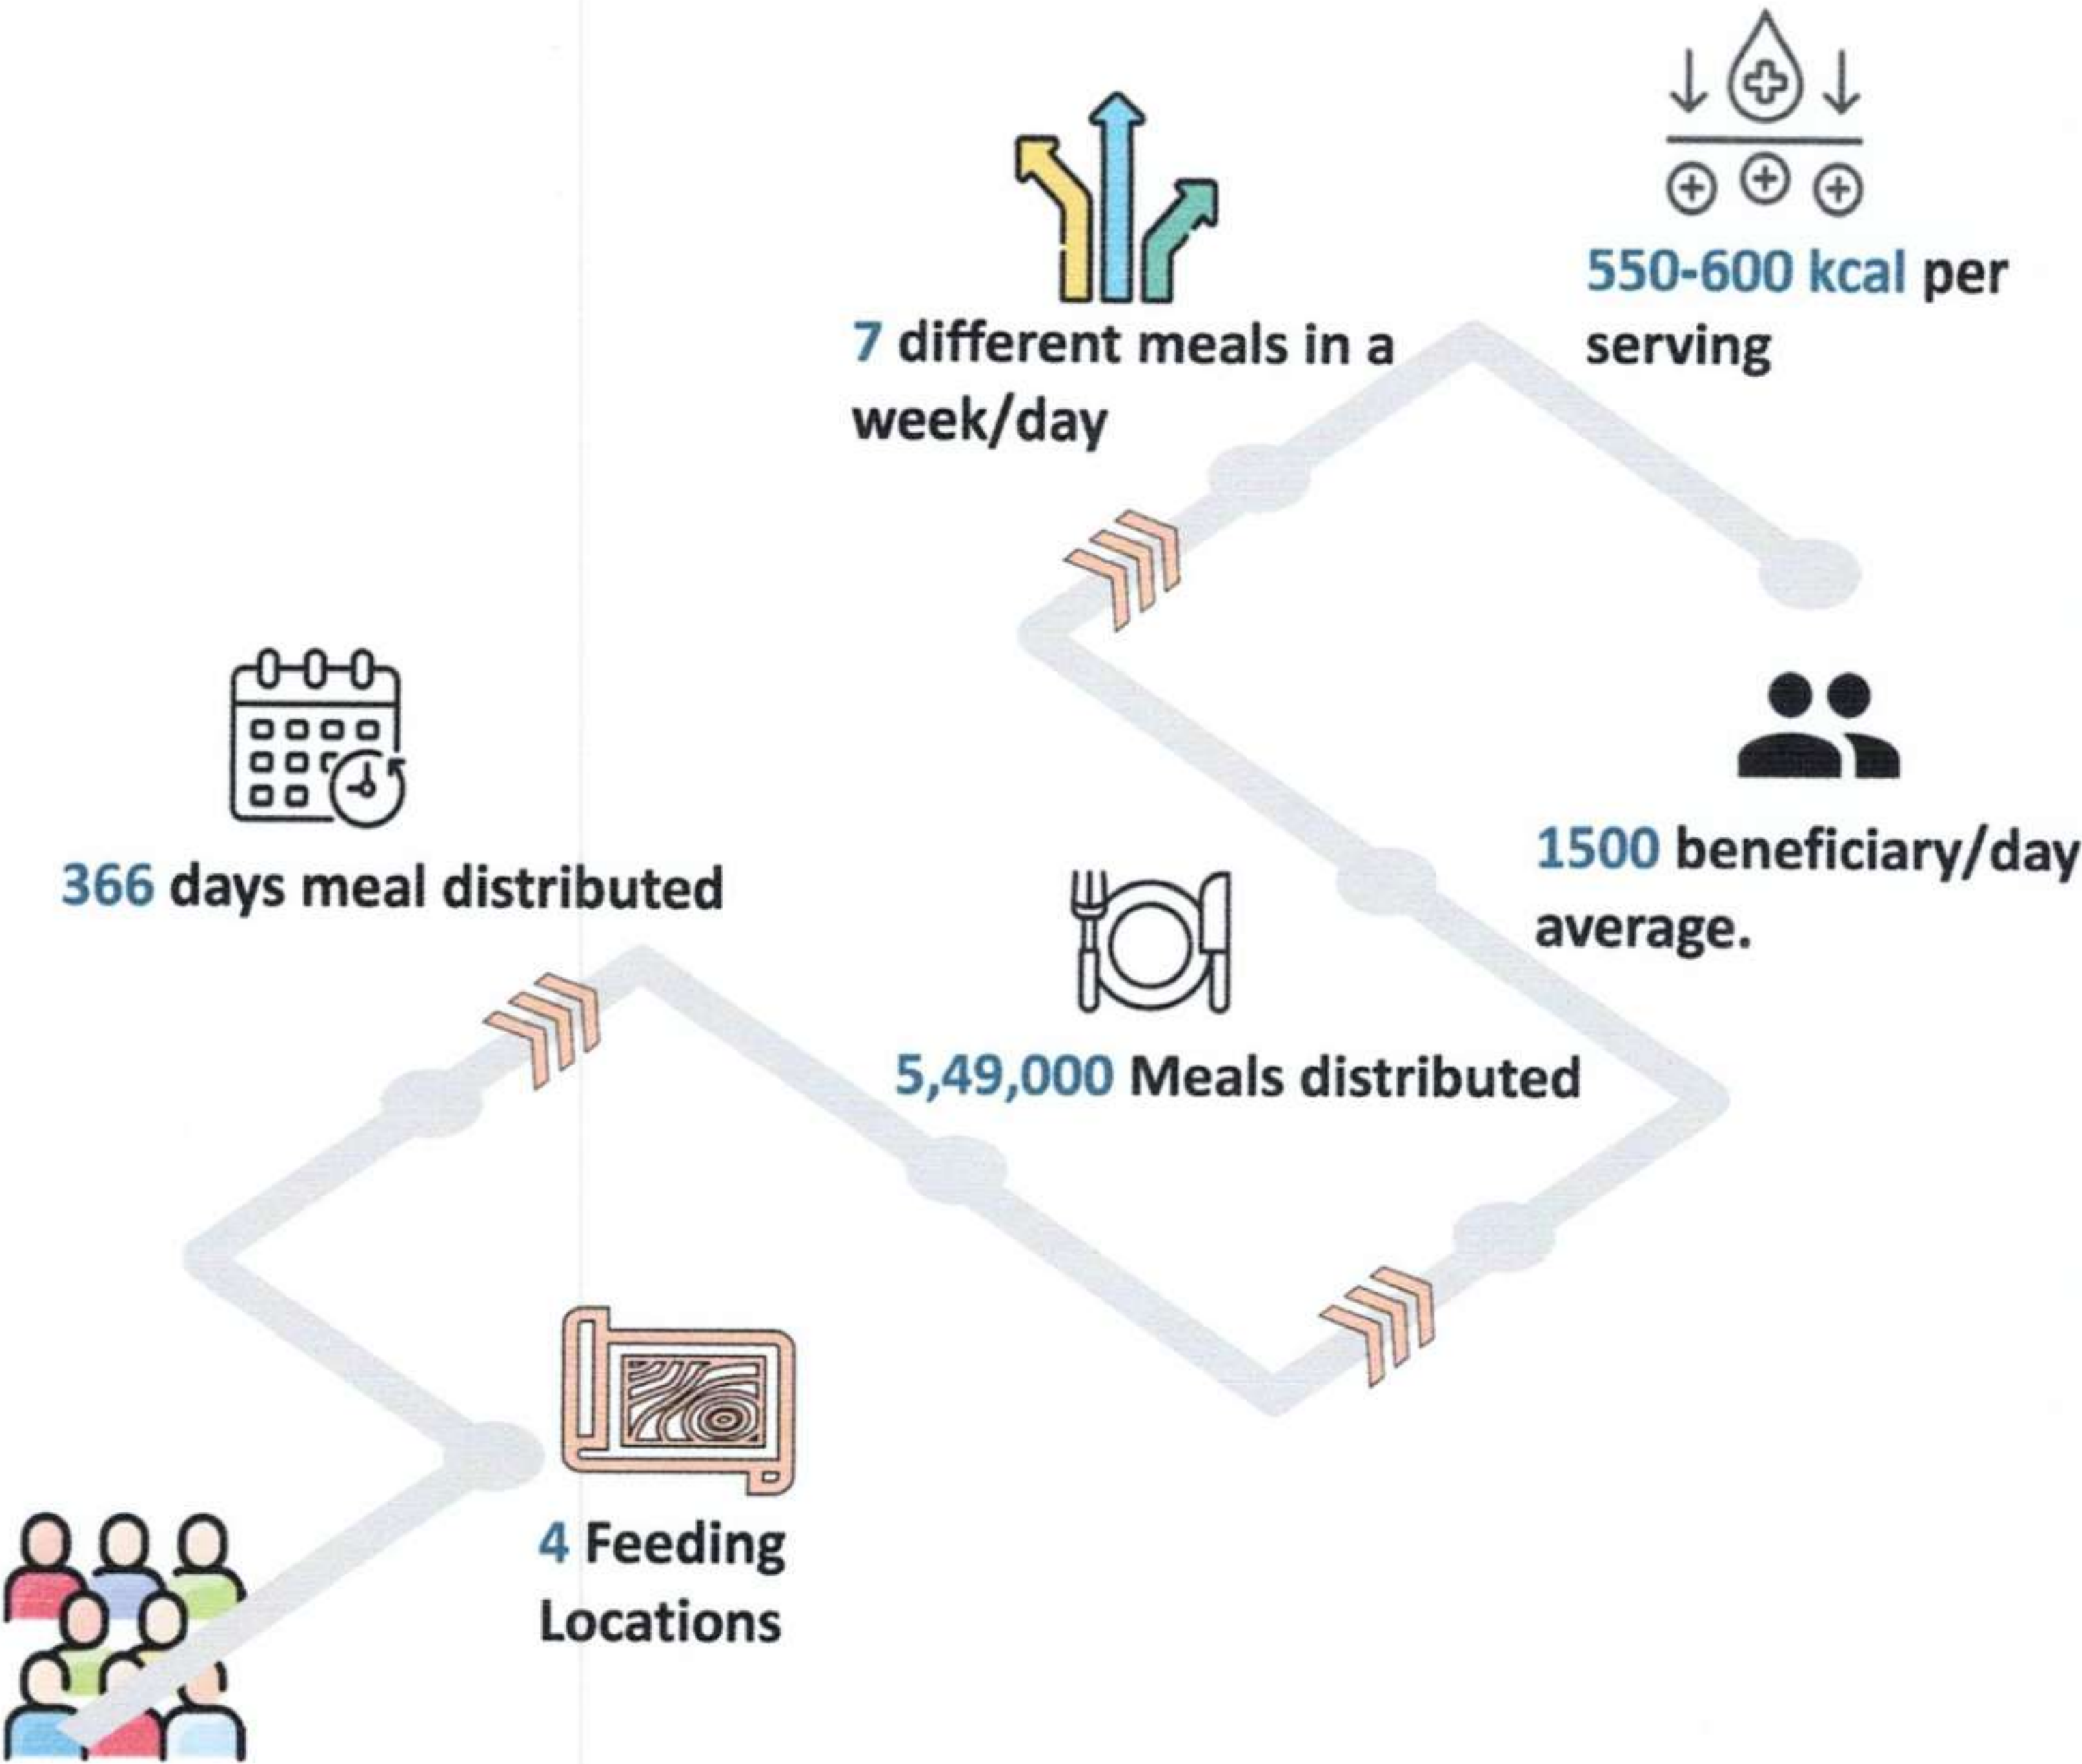 550-600 kcal per
serving
7 different meals in a
week/day
1500 beneficiary/day
average.
366 days meal distributed
5,49,000 Meals distributed
4 Feeding
Locations